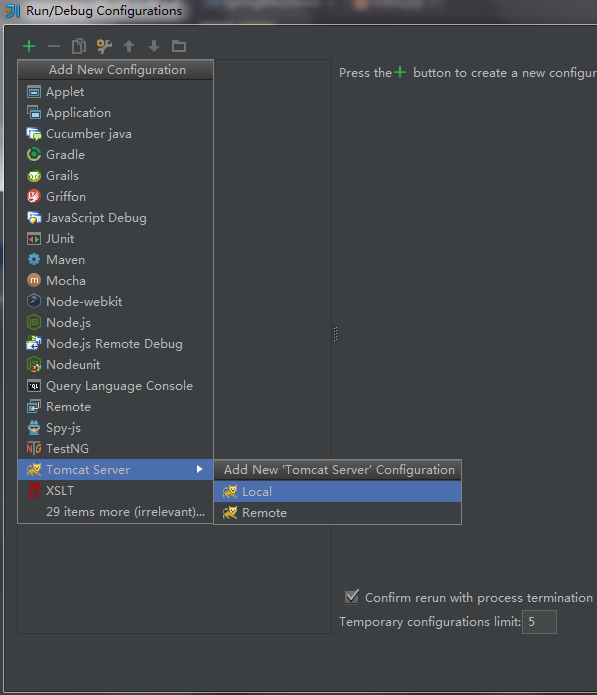 Run/Debug Configurations
Add New Configuration
Press the + button to create a new configur
Applet
Application
Cucumber java
Gradle
Grails
Griffon
JavaScript Debug
JUnit
Maven
Mocha
Node-webkit
Node.js
Node.js Remote Debug
Nodeunit
Query Language Console
Remote
Spy-js
TestNG
Tomcat Server
Add New 'Tomcat Server' Configuration
XSLT
Local
29 items more (irrelevant)...
Remote
Confirm rerun with process termination
Temporary configurations limit: 5